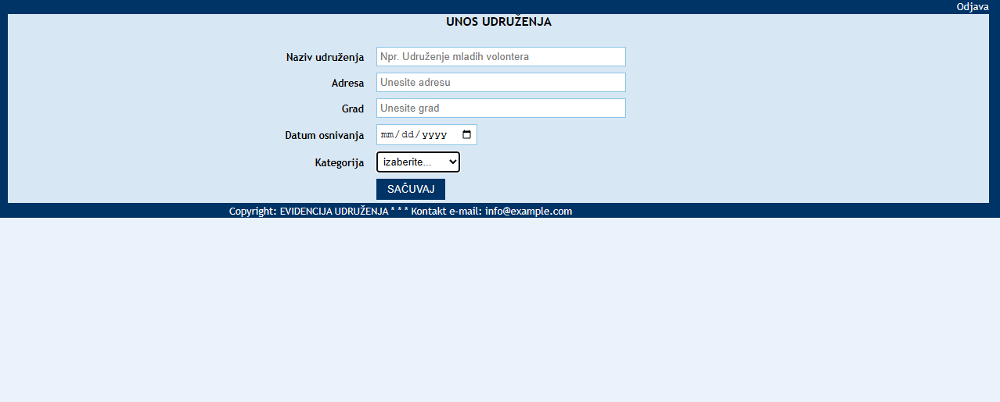 Odjava
UNOS UDRUŽENJA
Naziv udruženja Npr. Udruženje mladih volontera
Adresa Unesite adresu
Grad Unesite grad
Datum osnivanja mm/dd/yyyy
Kategorija izaberite...
SAČUVAJ
Copyright: EVIDENCIJA UDRUŽENJA * * * Kontakt e-mail: info@example.com